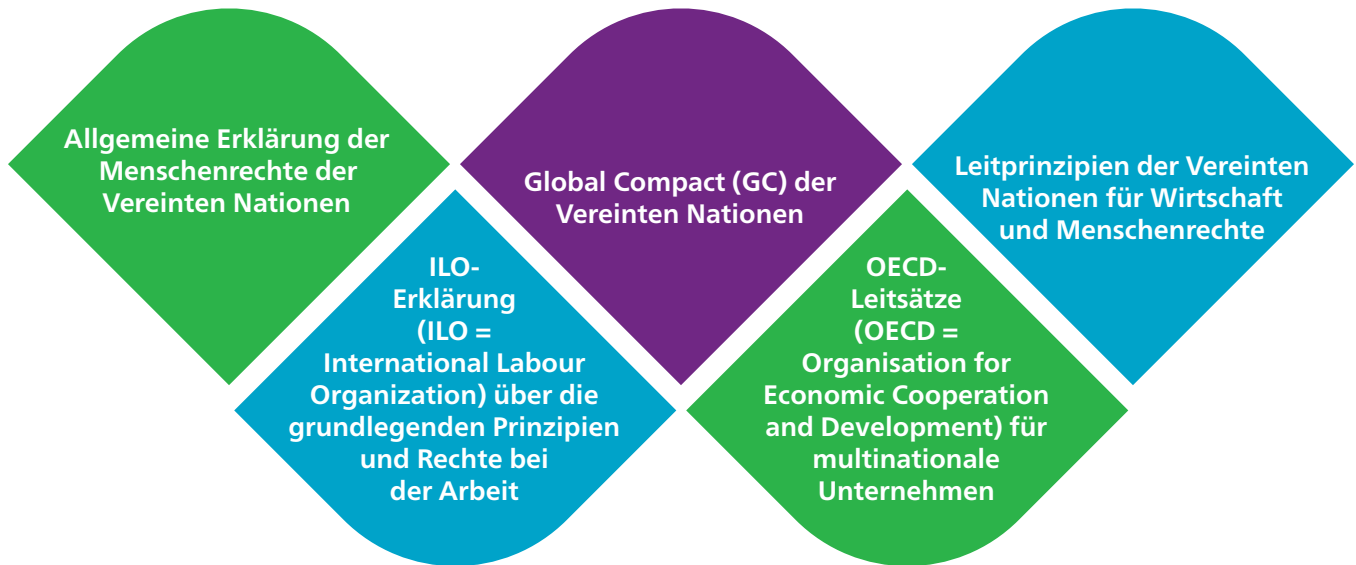 Allgemeine Erklärung der
Menschenrechte der
Vereinten Nationen
ILO-
Erklärung
(ILO =
International Labour
Organization) über die
grundlegenden Prinzipien
und Rechte bei
der Arbeit
Global Compact (GC) der
Vereinten Nationen
OECD-
Leitsätze
(OECD =
Organisation for
Economic Cooperation
and Development) für
multinationale
Unternehmen
Leitprinzipien der Vereinten
Nationen für Wirtschaft
und Menschenrechte